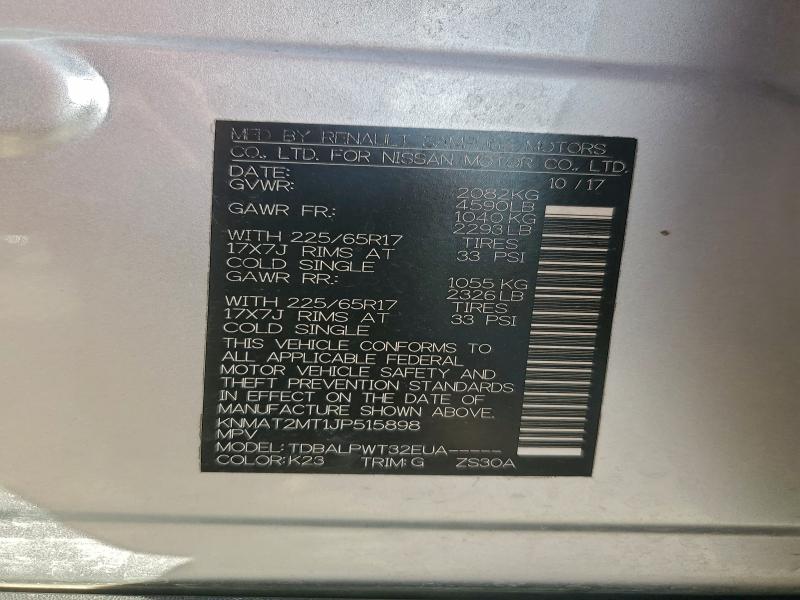 MFD BY RENAULT SAMSUNG MOTORS
CO., LTD. FOR NISSAN MOTOR CO., LTD.
DATE: 10 / 17
GVWR: 2082KG
4590LB
GAWR FR: 1040 KG
2293 LB
WITH 225/65R17 TIRES
17X7J RIMS AT 33 PSI
COLD SINGLE
GAWR RR: 1055 KG
2326 LB
WITH 225/65R17 TIRES
17X7J RIMS AT 33 PSI
COLD SINGLE
THIS VEHICLE CONFORMS TO
ALL APPLICABLE FEDERAL
MOTOR VEHICLE SAFETY AND
THEFT PREVENTION STANDARDS
IN EFFECT ON THE DATE OF
MANUFACTURE SHOWN ABOVE.
KNMAT2MT1JP515898
MPV
MODEL: TDBALPWT32EUA-----
COLOR: K23 TRIM: G ZS30A